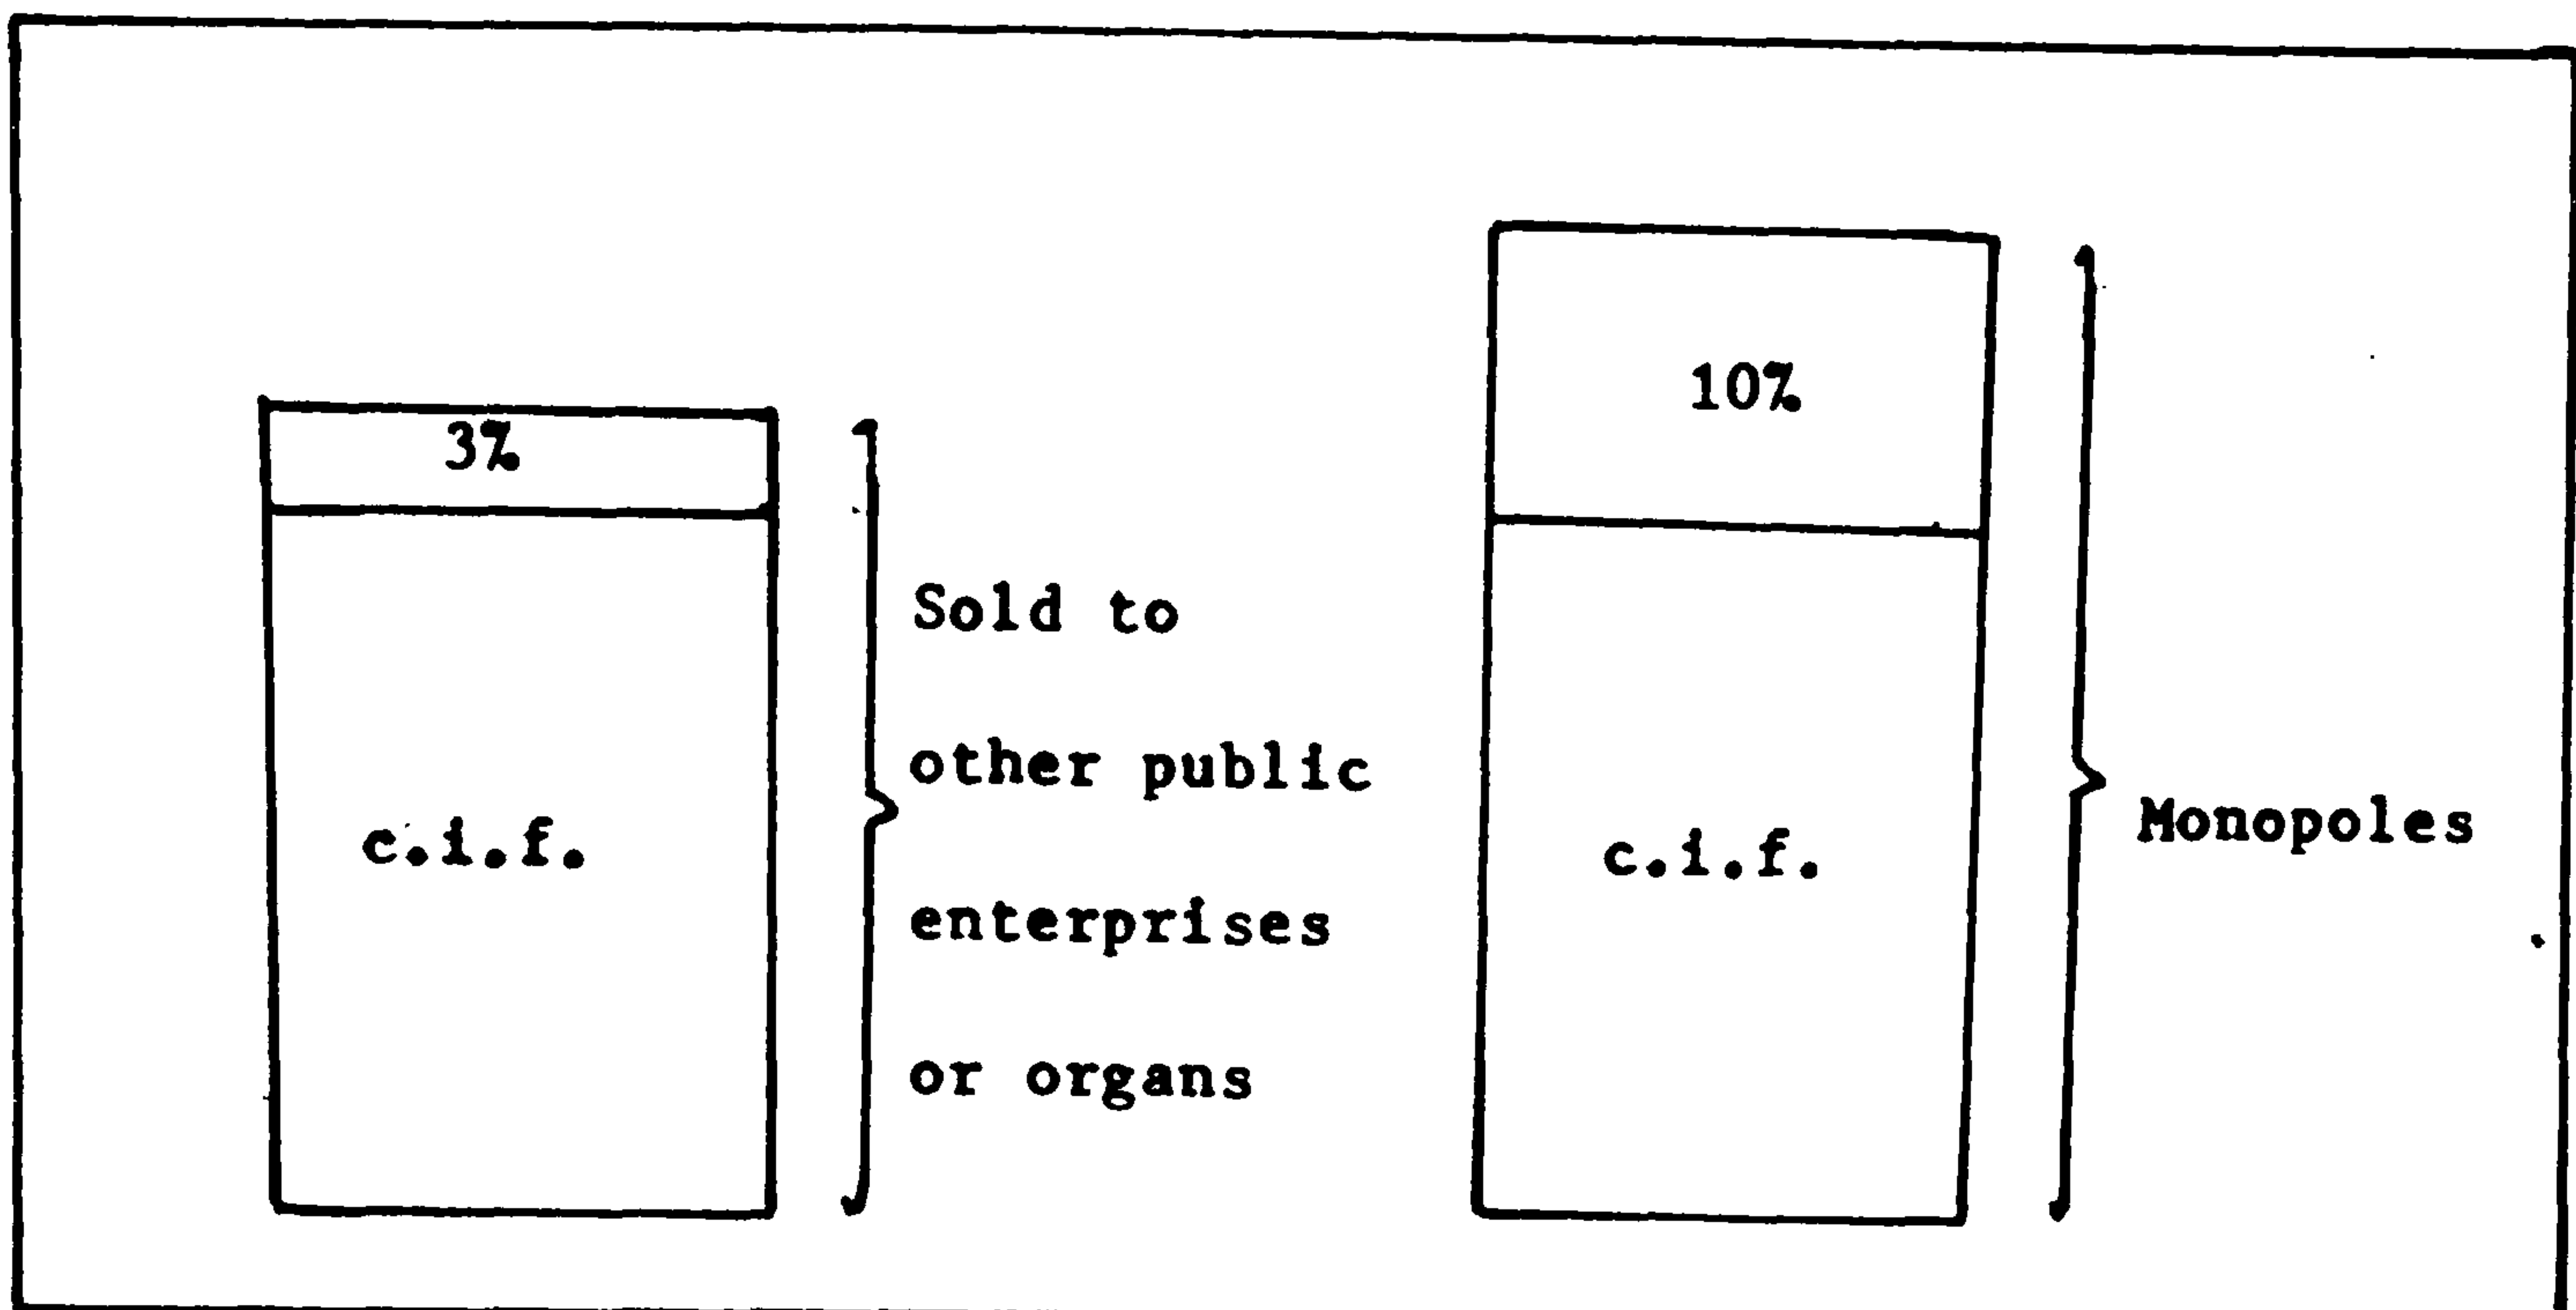 3%
c.i.f.
Sold to
other public
enterprises
or organs
10%
c.i.f.
Monopoles